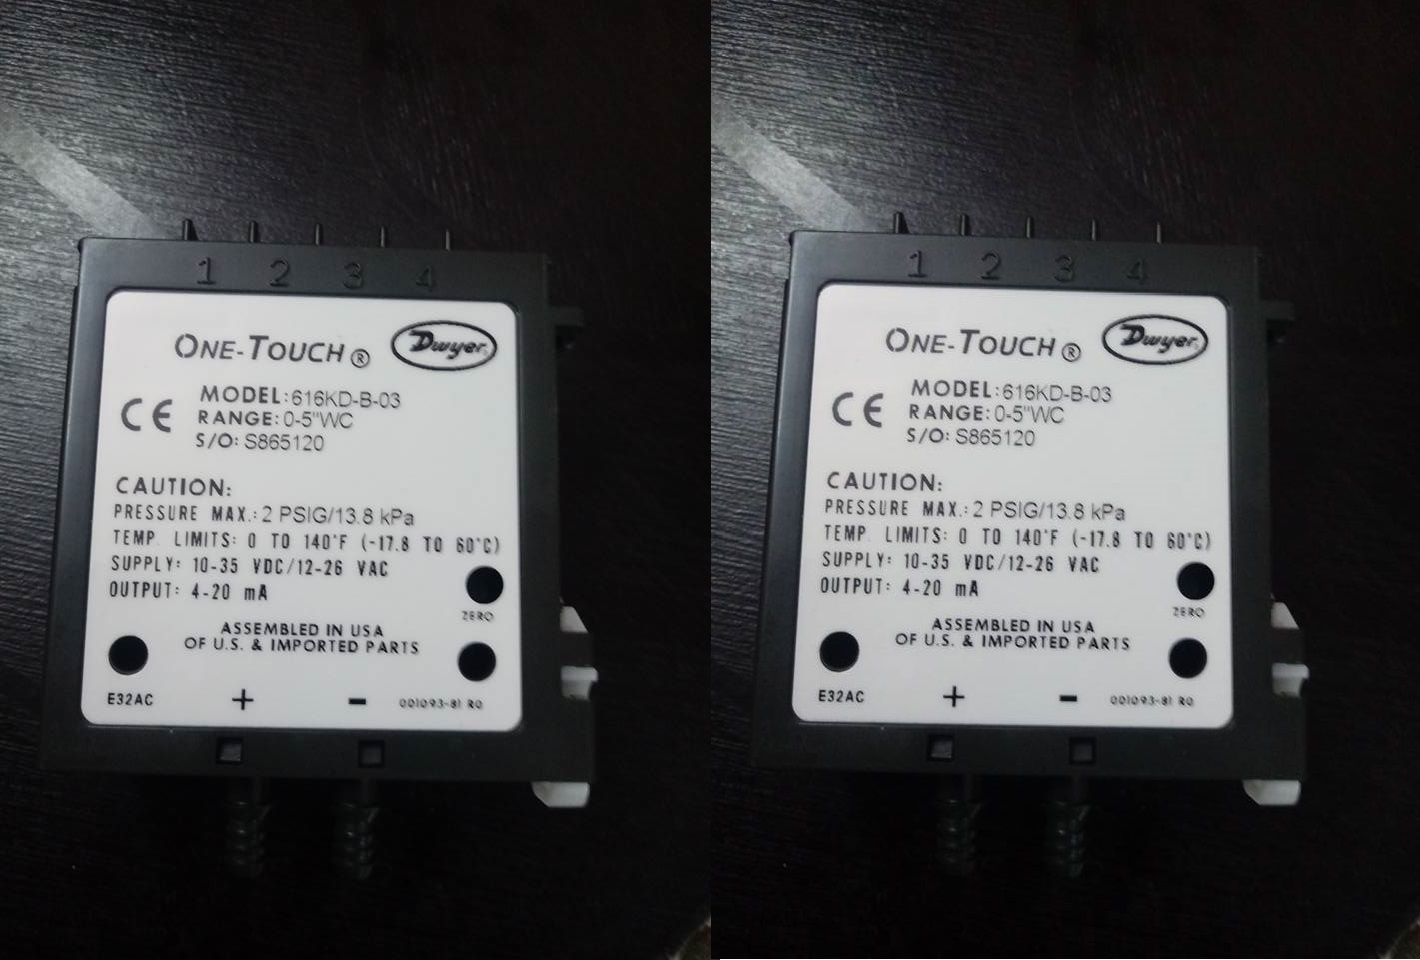 1 2 3 4
ONE-TOUCH® Dwyer
CE
MODEL: 616KD-B-03
RANGE: 0-5"WC
S/O: S865120
CAUTION:
PRESSURE MAX.: 2 PSIG/13.8 kPa
TEMP. LIMITS: 0 TO 140°F (-17.8 TO 60°C)
SUPPLY: 10-35 VDC/12-26 VAC
OUTPUT: 4-20 mA
ZERO
ASSEMBLED IN USA
OF U.S. & IMPORTED PARTS
E32AC + - 001093-81 R0
1 2 3 4
ONE-TOUCH® Dwyer
CE
MODEL: 616KD-B-03
RANGE: 0-5"WC
S/O: S865120
CAUTION:
PRESSURE MAX.: 2 PSIG/13.8 kPa
TEMP. LIMITS: 0 TO 140°F (-17.8 TO 60°C)
SUPPLY: 10-35 VDC/12-26 VAC
OUTPUT: 4-20 mA
ZERO
ASSEMBLED IN USA
OF U.S. & IMPORTED PARTS
E32AC + - 001093-81 R0